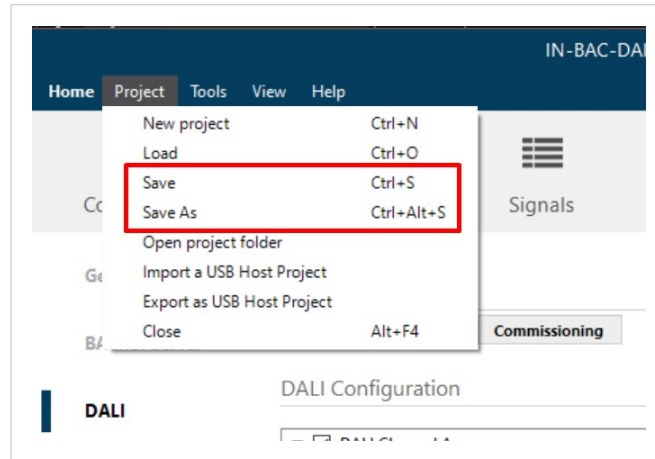 IN-BAC-DAL
Home Project Tools View Help
New project Ctrl+N
Load Ctrl+O
Save Ctrl+S
Save As Ctrl+Alt+S
Open project folder
Import a USB Host Project
Export as USB Host Project
Close Alt+F4
Signals
Commissioning
DALI Configuration
DALI